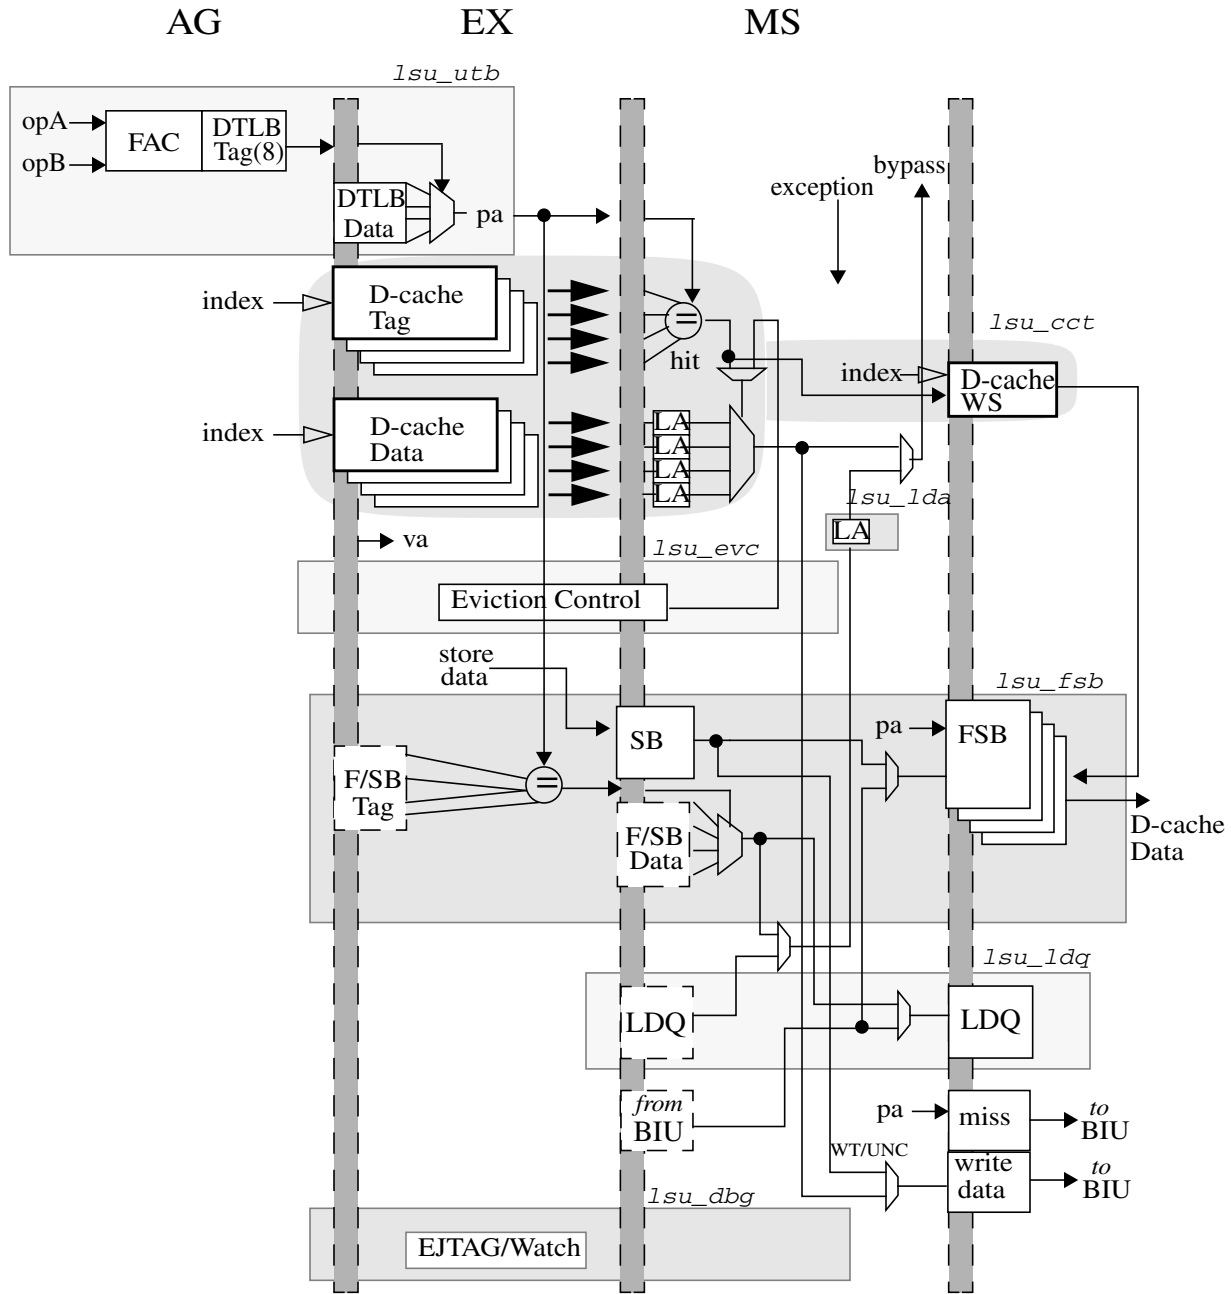 AG EX MS
lsu_utb
opA
FAC
DTLB
Tag(8)
opB
DTLB
Data
pa
exception
bypass
index
D-cache
Tag
=
hit
lsu_cct
index
D-cache
WS
index
D-cache
Data
LA
LA
LA
LA
lsu_lda
LA
va
lsu_evc
Eviction Control
store
data
lsu_fsb
SB
pa
FSB
F/SB
Tag
=
F/SB
Data
D-cache
Data
lsu_ldq
LDQ
LDQ
from
BIU
pa
miss
to
BIU
WT/UNC
write
data
to
BIU
lsu_dbg
EJTAG/Watch